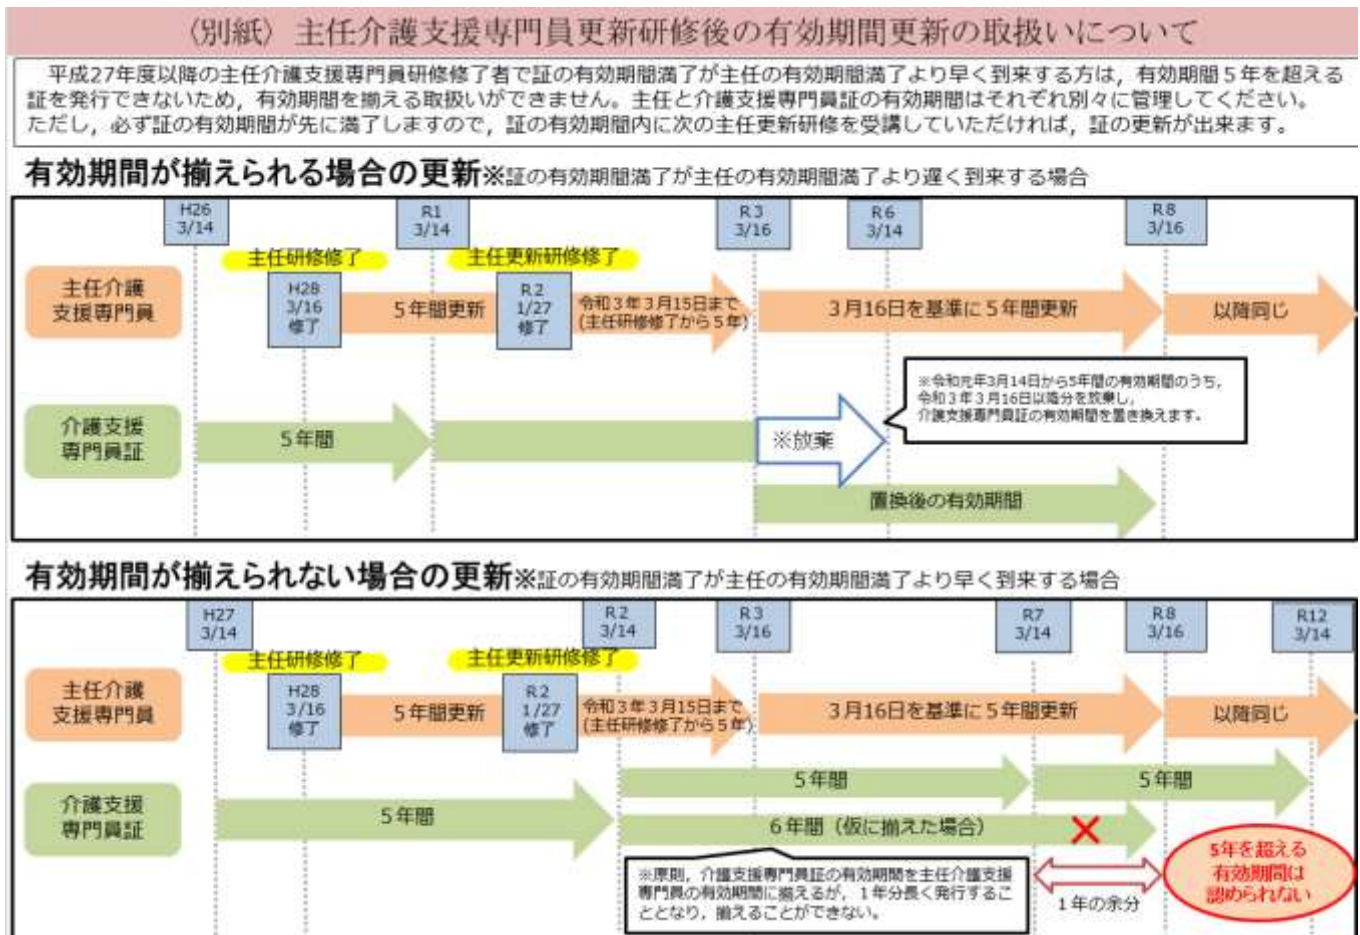 〈別紙〉主任介護支援専門員更新研修後の有効期間更新の取扱いについて
平成27年度以降の主任介護支援専門員研修修了者で証の有効期間満了が主任の有効期間満了より早く到来する方は，有効期間５年を超える
証を発行できないため，有効期間を揃える取扱いができません。主任と介護支援専門員証の有効期間はそれぞれ別々に管理してください。
ただし，必ず証の有効期間が先に満了しますので，証の有効期間内に次の主任更新研修を受講していただければ，証の更新が出来ます。
有効期間が揃えられる場合の更新※証の有効期間満了が主任の有効期間満了より遅く到来する場合
H26
3/14
R1
3/14
R3
3/16
R6
3/14
R8
3/16
主任研修修了
主任更新研修修了
主任介護
支援専門員
H28
3/16
修了
５年間更新
R2
1/27
修了
令和３年３月15日まで
(主任研修修了から５年)
３月16日を基準に５年間更新
以降同じ
※令和元年3月14日から5年間の有効期間のうち，
令和３年３月16日以降分を放棄し，
介護支援専門員証の有効期間を置き換えます。
介護支援
専門員証
５年間
※放棄
置換後の有効期間
有効期間が揃えられない場合の更新※証の有効期間満了が主任の有効期間満了より早く到来する場合
H27
3/14
R2
3/14
R3
3/16
R7
3/14
R8
3/16
R12
3/14
主任研修修了
主任更新研修修了
主任介護
支援専門員
H28
3/16
修了
５年間更新
R2
1/27
修了
令和３年３月15日まで
(主任研修修了から５年)
３月16日を基準に５年間更新
以降同じ
５年間
５年間
介護支援
専門員証
５年間
６年間（仮に揃えた場合）
※原則，介護支援専門員証の有効期間を主任介護支援
専門員の有効期間に揃えるが，１年分長く発行するこ
ととなり，揃えることができない。
１年の余分
5年を超える
有効期間は
認められない